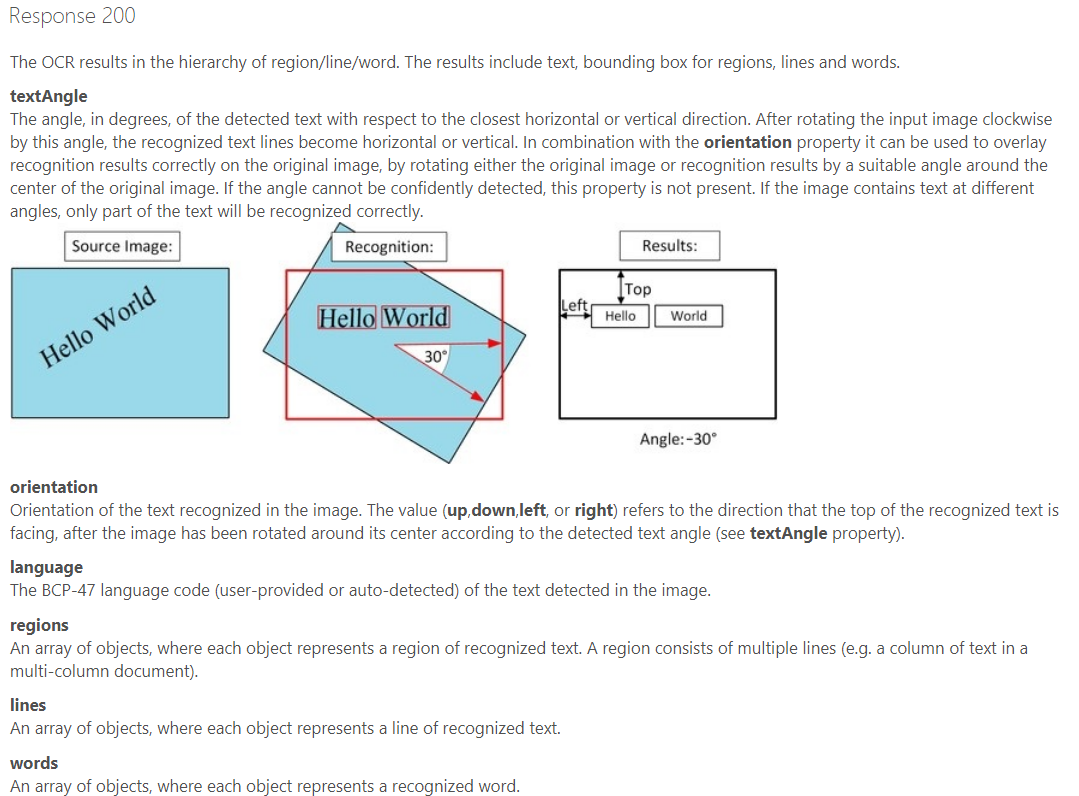 Response 200
The OCR results in the hierarchy of region/line/word. The results include text, bounding box for regions, lines and words.
textAngle
The angle, in degrees, of the detected text with respect to the closest horizontal or vertical direction. After rotating the input image clockwise
by this angle, the recognized text lines become horizontal or vertical. In combination with the orientation property it can be used to overlay
recognition results correctly on the original image, by rotating either the original image or recognition results by a suitable angle around the
center of the original image. If the angle cannot be confidently detected, this property is not present. If the image contains text at different
angles, only part of the text will be recognized correctly.
Source Image:
Hello World
Recognition:
Hello World
30°
Results:
Top
Left
Hello
World
Angle:-30°
orientation
Orientation of the text recognized in the image. The value (up,down,left, or right) refers to the direction that the top of the recognized text is
facing, after the image has been rotated around its center according to the detected text angle (see textAngle property).
language
The BCP-47 language code (user-provided or auto-detected) of the text detected in the image.
regions
An array of objects, where each object represents a region of recognized text. A region consists of multiple lines (e.g. a column of text in a
multi-column document).
lines
An array of objects, where each object represents a line of recognized text.
words
An array of objects, where each object represents a recognized word.